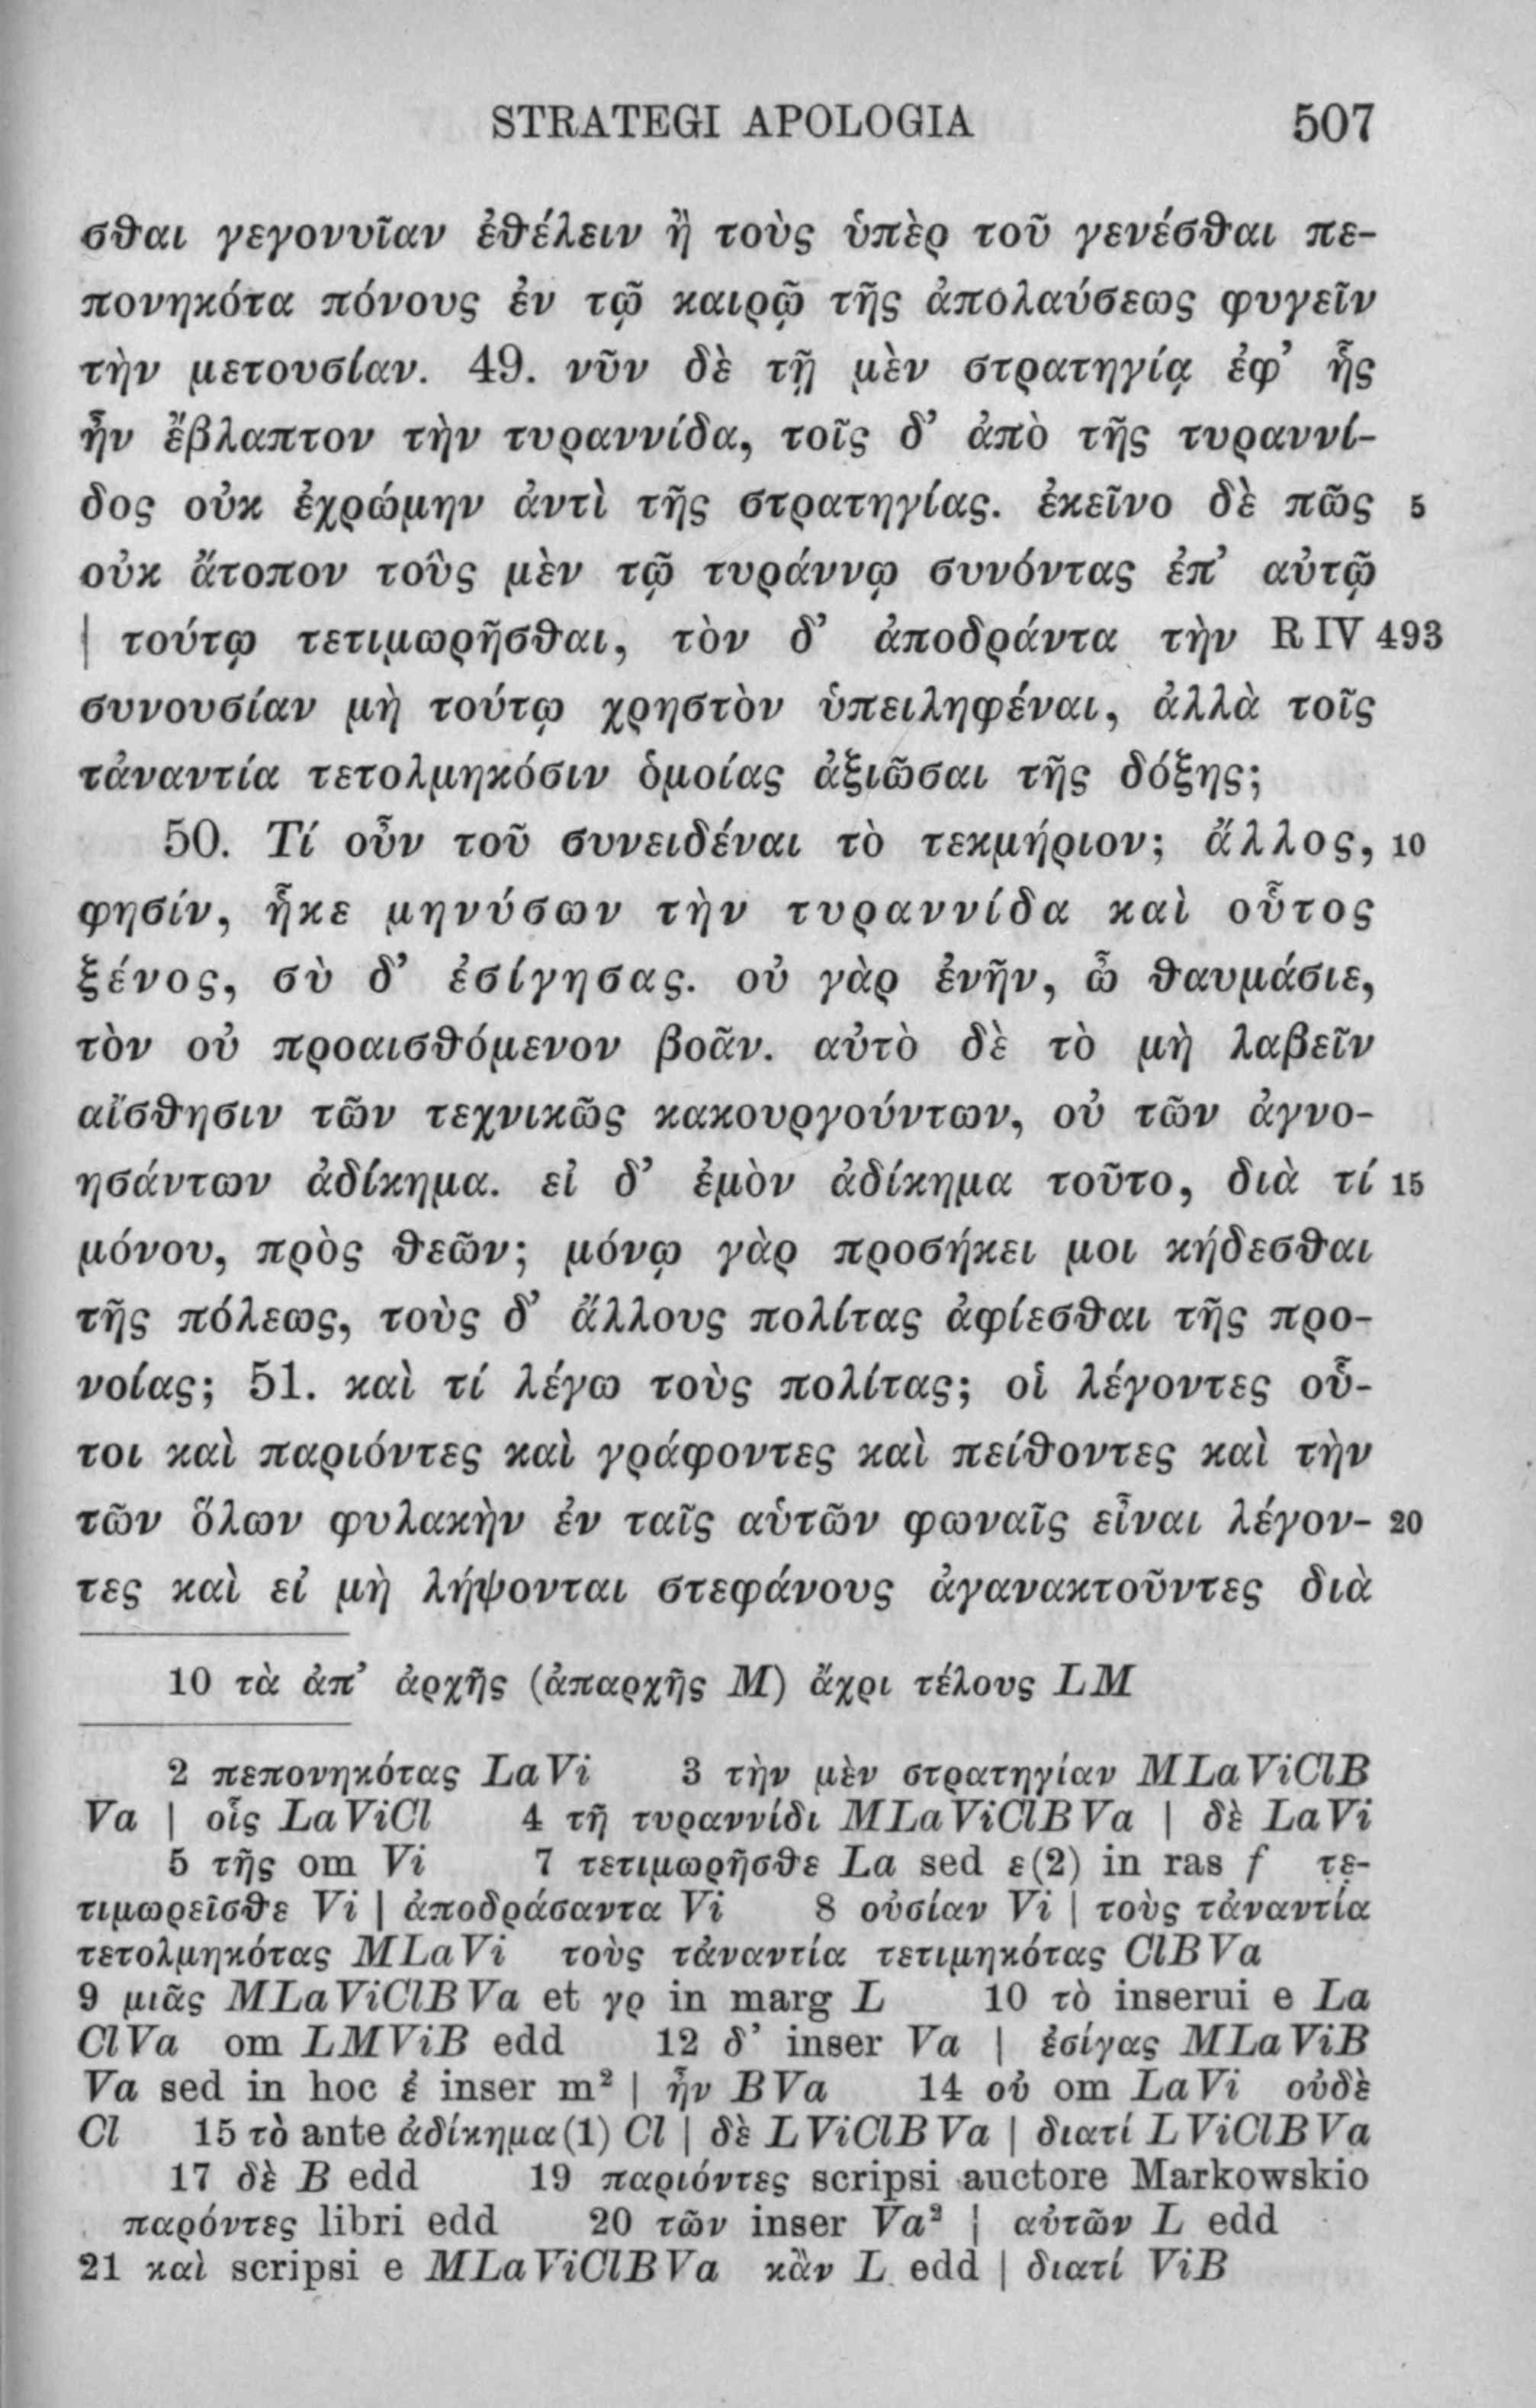 STRATEGI APOLOGIA 507
σθαι γεγονυῖαν ἐθέλειν ἢ τοὺς ὑπὲρ τοῦ γενέσθαι πε-
πονηκότα πόνους ἐν τῷ καιρῷ τῆς ἀπολαύσεως φυγεῖν
τὴν μετουσίαν. 49. νῦν δὲ τῇ μὲν στρατηγίᾳ ἐφ’ ἧς
ἦν ἔβλαπτον τὴν τυραννίδα, τοῖς δ’ ἀπὸ τῆς τυραννί-
δος οὐκ ἐχρώμην ἀντὶ τῆς στρατηγίας. ἐκεῖνο δὲ πῶς 5
οὐκ ἄτοπον τοὺς μὲν τῷ τυράννῳ συνόντας ἐπ’ αὐτῷ
| τούτῳ τετιμωρῆσθαι, τὸν δ’ ἀποδράντα τὴν R IV 493
συνουσίαν μὴ τούτῳ χρηστὸν ὑπειληφέναι, ἀλλὰ τοῖς
τἀναντία τετολμηκόσιν ὁμοίας ἀξιῶσαι τῆς δόξης;
50. Τί οὖν τοῦ συνειδέναι τὸ τεκμήριον; ἄλλος, 10
φησίν, ἧκε μηνύσων τὴν τυραννίδα καὶ οὗτος
ξένος, σὺ δ’ ἐσίγησας. οὐ γὰρ ἐνῆν, ὦ θαυμάσιε,
τὸν οὐ προαισθόμενον βοᾶν. αὐτὸ δὲ τὸ μὴ λαβεῖν
αἴσθησιν τῶν τεχνικῶς κακουργούντων, οὐ τῶν ἀγνο-
ησάντων ἀδίκημα. εἰ δ’ ἐμὸν ἀδίκημα τοῦτο, διὰ τί 15
μόνου, πρὸς θεῶν; μόνῳ γὰρ προσήκει μοι κήδεσθαι
τῆς πόλεως, τοὺς δ’ ἄλλους πολίτας ἀφίεσθαι τῆς προ-
νοίας; 51. καὶ τί λέγω τοὺς πολίτας; οἱ λέγοντες οὗ-
τοι καὶ παριόντες καὶ γράφοντες καὶ πείθοντες καὶ τὴν
τῶν ὅλων φυλακὴν ἐν ταῖς αὑτῶν φωναῖς εἶναι λέγον- 20
τες καὶ εἰ μὴ λήψονται στεφάνους ἀγανακτοῦντες διὰ
10 τὰ ἀπ’ ἀρχῆς (ἀπαρχῆς M) ἄχρι τέλους LM
2 πεπονηκότας LaVi 3 τὴν μὲν στρατηγίαν MLaViClB
Va | οἷς LaViCl 4 τῇ τυραννίδι MLaViClBVa | δὲ LaVi
5 τῆς om Vi 7 τετιμωρῆσθε La sed ε(2) in ras f τε-
τιμωρεῖσθε Vi | ἀποδράσαντα Vi 8 οὐσίαν Vi | τοὺς τἀναντία
τετολμηκότας MLaVi τοὺς τἀναντία τετιμηκότας ClBVa
9 μιᾶς MLaViClBVa et γρ in marg L 10 τὸ inserui e La
ClVa om LMViB edd 12 δ’ inser Va | ἐσίγας MLaViB
Va sed in hoc ἐ inser m² | ἦν BVa 14 οὐ om LaVi οὐδὲ
Cl 15 τὸ ante ἀδίκημα(1) Cl | δὲ LViClBVa | διατί LViClBVa
17 δὲ B edd 19 παριόντες scripsi auctore Markowskio
παρόντες libri edd 20 τῶν inser Va² | αὐτῶν L edd
21 καὶ scripsi e MLaViClBVa κἂν L edd | διατί ViB